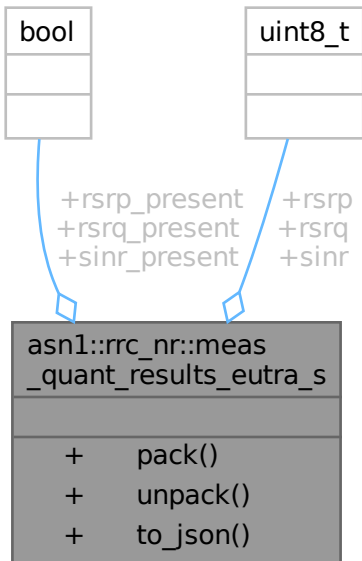 bool
uint8_t
+rsrp_present
+rsrq_present
+sinr_present
+rsrp
+rsrq
+sinr
asn1::rrc_nr::meas
_quant_results_eutra_s
+ pack()
+ unpack()
+ to_json()